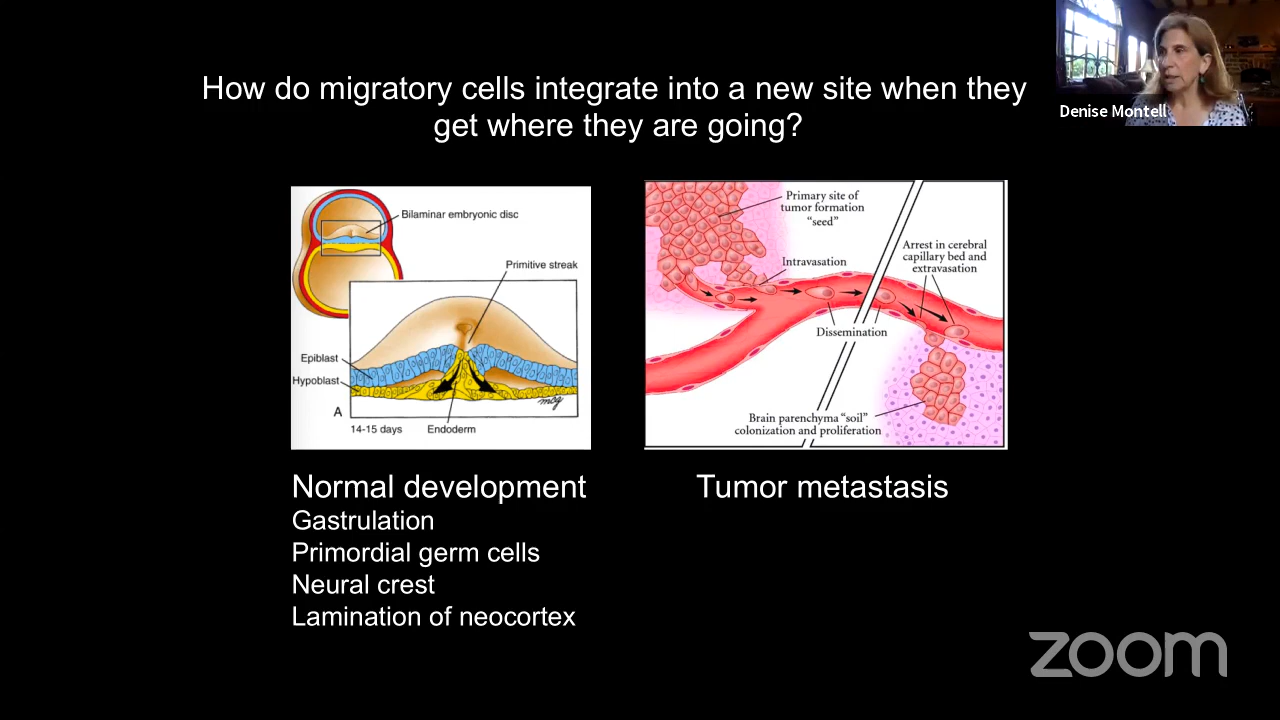 How do migratory cells integrate into a new site when they
get where they are going?
Denise Montell
Bilaminar embryonic disc
Primitive streak
Epiblast
Hypoblast
A
mcg
14-15 days
Endoderm
Primary site of
tumor formation
"seed"
Intravasation
Arrest in cerebral
capillary bed and
extravasation
Dissemination
Brain parenchyma "soil"
colonization and proliferation
Normal development
Gastrulation
Primordial germ cells
Neural crest
Lamination of neocortex
Tumor metastasis
zoom